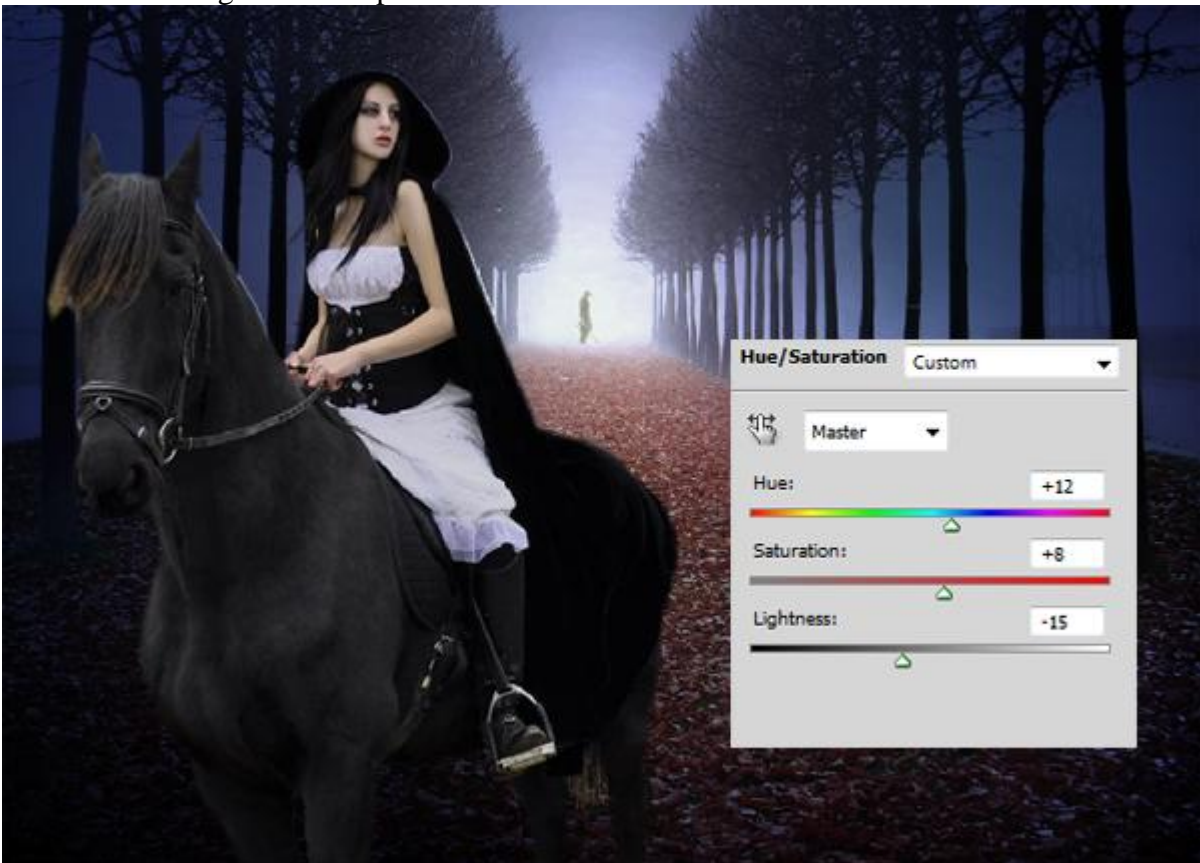 Hue/Saturation Custom
Master
Hue: +12
Saturation: +8
Lightness: -15